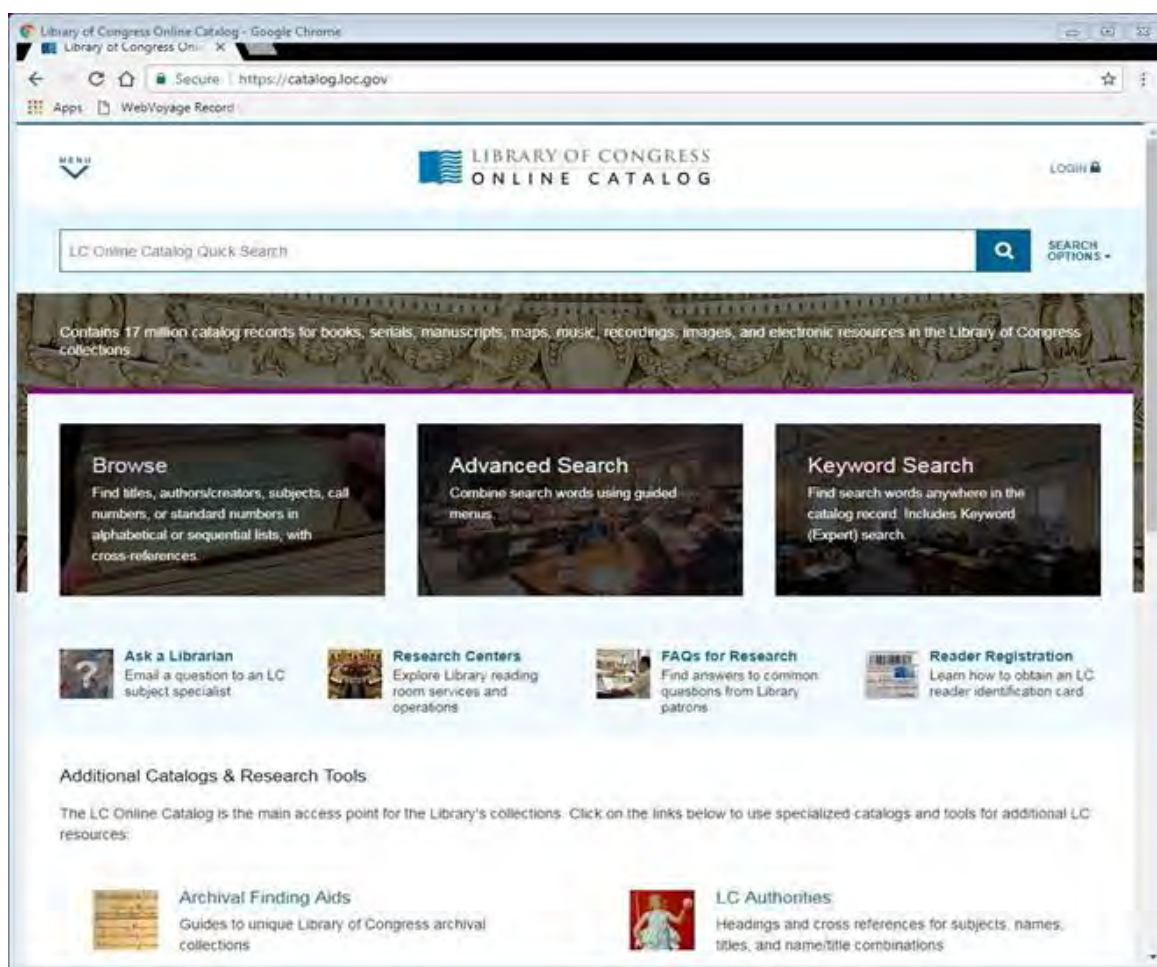 Library of Congress Online Catalog - Google Chrome
Library of Congress Onli
Secure https://catalog.loc.gov
Apps WebVoyage Record
MENU
LIBRARY OF CONGRESS
ONLINE CATALOG
LOGIN
LC Online Catalog Quick Search
SEARCH
OPTIONS
Contains 17 million catalog records for books, serials, manuscripts, maps, music, recordings, images, and electronic resources in the Library of Congress
collections
Browse
Find titles, authors/creators, subjects, call
numbers, or standard numbers in
alphabetical or sequential lists, with
cross-references.
Advanced Search
Combine search words using guided
menus.
Keyword Search
Find search words anywhere in the
catalog record. Includes Keyword
(Expert) search.
Ask a Librarian
Email a question to an LC
subject specialist
Research Centers
Explore Library reading
room services and
operations
FAQs for Research
Find answers to common
questions from Library
patrons
Reader Registration
Learn how to obtain an LC
reader identification card
Additional Catalogs & Research Tools
The LC Online Catalog is the main access point for the Library's collections. Click on the links below to use specialized catalogs and tools for additional LC
resources:
Archival Finding Aids
Guides to unique Library of Congress archival
collections
LC Authorities
Headings and cross references for subjects, names,
titles, and name/title combinations